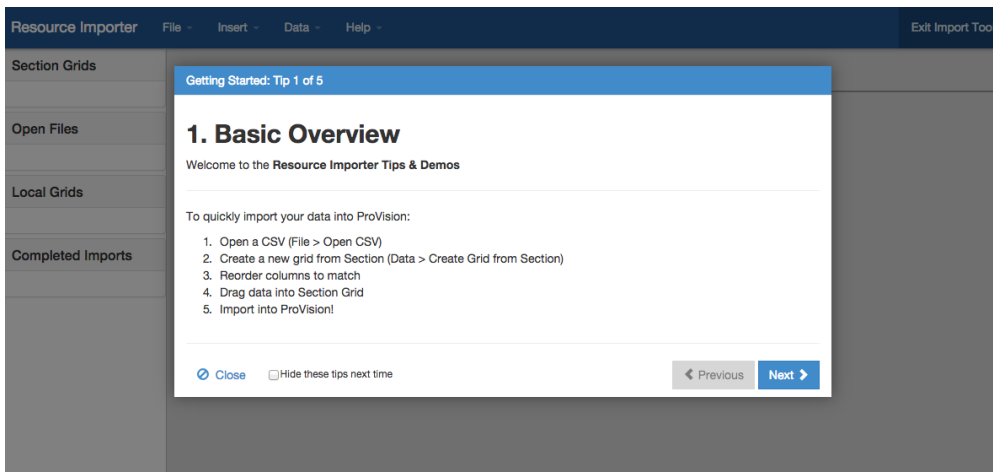 Resource Importer File Insert Data Help Exit Import Too
Section Grids
Open Files
Local Grids
Completed Imports
Getting Started: Tip 1 of 5
1. Basic Overview
Welcome to the Resource Importer Tips & Demos
To quickly import your data into ProVision:
1. Open a CSV (File > Open CSV)
2. Create a new grid from Section (Data > Create Grid from Section)
3. Reorder columns to match
4. Drag data into Section Grid
5. Import into ProVision!
Close Hide these tips next time Previous Next